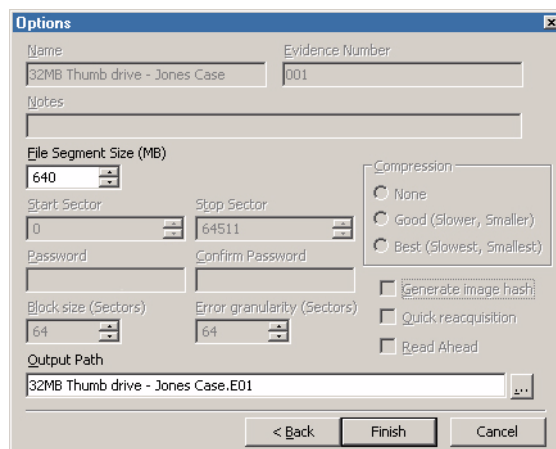 Options
Name Evidence Number
32MB Thumb drive - Jones Case 001
Notes
File Segment Size (MB)
640
Compression
None
Good (Slower, Smaller)
Best (Slowest, Smallest)
Start Sector Stop Sector
0 64511
Password Confirm Password
Generate image hash
Quick reacquisition
Read Ahead
Block size (Sectors) Error granularity (Sectors)
64 64
Output Path
32MB Thumb drive - Jones Case.E01 ...
< Back Finish Cancel